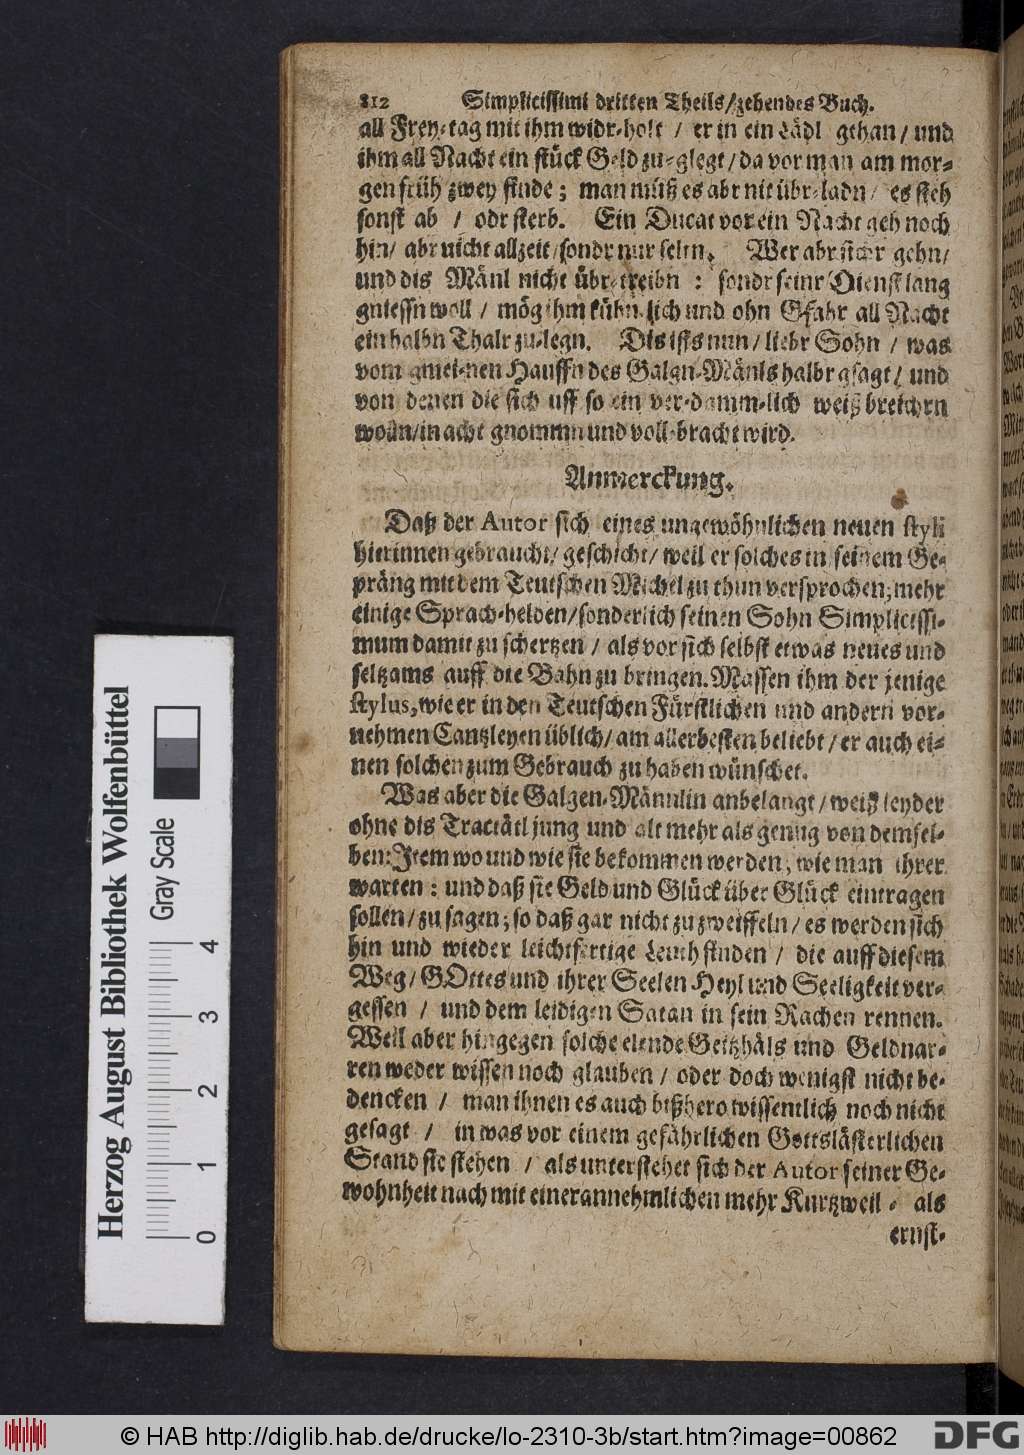 812 Simplicissimi dritten Theils/zehendes Buch.
all Frey-tag mit ihm widr-holt / er in ein Lädl gthan / und
ihm all Nacht ein stück Geld zu-glegt / da vor man am mor-
gen früh zwey finde; man müß es abr nit übr-ladn / es steh
sonst ab / odr sterb. Ein Ducat vor ein Nacht geh noch
hin/ abr nicht allzeit/sondr nur seltn. Wer abr sichr gehn/
und dis Mänl nicht übr-treibn : sondr seinr Dienst lang
gniessn woll / mög ihm kühn-lich und ohn Gfahr all Nacht
ein halbn Thalr zu-legn. Dis ists nun / liebr Sohn / was
vom gmei-nen Hauffn des Galgn-Mänls halbr gsagt / und
von denen die sich uff so ein ver-damm-lich weiß breichrn
wolln/in acht gnommn und voll-bracht wird.
Anmerckung.
Daß der Autor sich eines ungewöhnlichen neuen styli
hierinnen gebraucht/ geschicht/ weil er solches in seinem Ge-
präng mit dem Teutschen Michel zu thun versprochen; mehr
einige Sprach-helden/sonderlich seinen Sohn Simplicissi-
mum damit zu schertzen / als vor sich selbst etwas neues und
seltzams auff die Bahn zu bringen. Massen ihm der jenige
stylus, wie er in den Teutschen Fürstlichen und andern vor-
nehmen Cantzleyen üblich/ am allerbesten beliebt / er auch ei-
nen solchen zum Gebrauch zu haben wünschet.
Was aber die Galgen-Männlin anbelangt / weiß leyder
ohne dis Tractätl jung und alt mehr als genug von demsel-
ben: Item wo und wie sie bekommen werden, wie man ihrer
warten : und daß sie Geld und Glück über Glück eintragen
sollen / zu sagen; so daß gar nicht zu zweiffeln / es werden sich
hin und wieder leichtfertige Leuth finden / die auff diesem
Weg / GOttes und ihrer Seelen Heyl und Seeligkeit ver-
gessen / und dem leidigen Satan in sein Rachen rennen.
Weil aber hingegen solche elende Geitzhäls und Geldnar-
ren weder wissen noch glauben / oder doch wenigst nicht be-
dencken / man ihnen es auch bißhero wissentlich noch nicht
gesagt / in was vor einem gefährlichen Gottslästerlichen
Stand sie stehen / als unterstehet sich der Autor seiner Ge-
wohnheit nach mit einer annehmlichen mehr Kurtzweil - als
ernst-
Herzog August Bibliothek Wolfenbüttel
Gray Scale
0 1 2 3 4
© HAB http://diglib.hab.de/drucke/lo-2310-3b/start.htm?image=00862
DFG